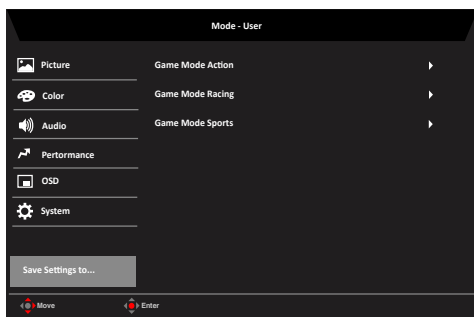 Mode - User
Picture
Game Mode Action
Color
Game Mode Racing
Audio
Game Mode Sports
Pertormance
OSD
System
Save Settings to...
Move Enter